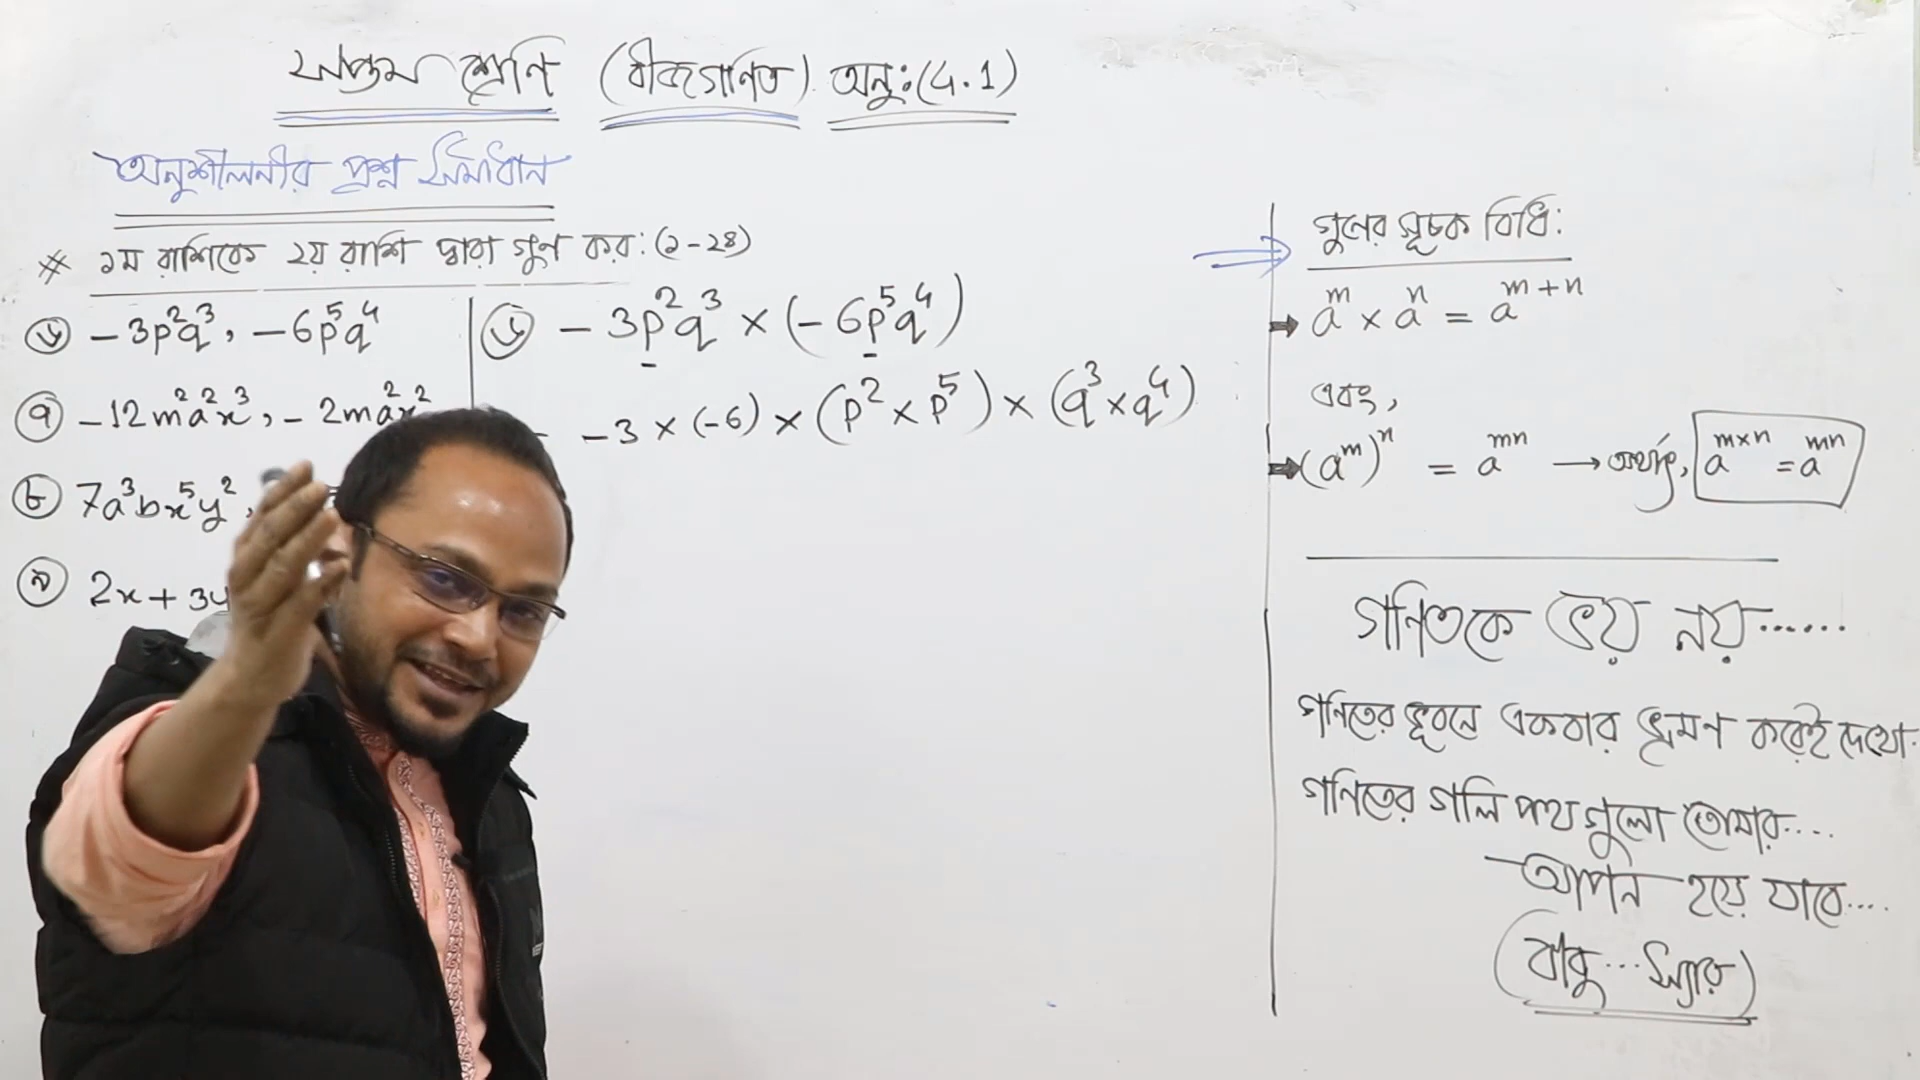 সপ্তম শ্রেণি (বীজগণিত) অনু:(4.1)
অনুশীলনীর প্রশ্ন সমাধান
* ১ম রাশিকে ২য় রাশি দ্বারা গুণ কর: (১-২৪)
৬ -3p²q³, -6p⁵q⁴
৭ -12m²a²x³, -2ma²x²
৮ 7a³bx⁵y²,
৯ 2x + 3y
৬ -3p²q³ × (-6p⁵q⁴)
-3 × (-6) × (p² × p⁵) × (q³ × q⁴)
গুনের সূচক বিধি:
aᵐ × aⁿ = aᵐ⁺ⁿ
এবং,
(aᵐ)ⁿ = aᵐⁿ → অর্থাৎ, aᵐˣⁿ = aᵐⁿ
গণিতকে ভয় নয়......
গণিতের ভূবনে একবার ভ্রমণ করেই দেখো.
গণিতের গলি পথ গুলো তোমার....
আপন হয়ে যাবে....
(বাবু...স্যার)